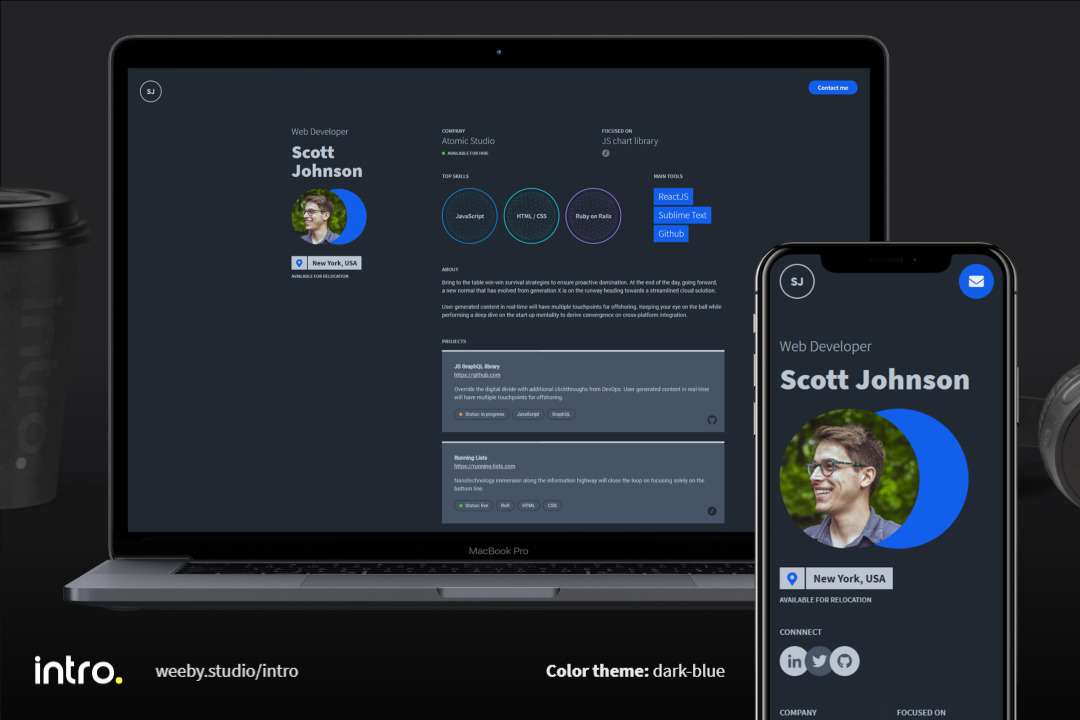 SJ
Contact me
Web Developer
Scott
Johnson
New York, USA
AVAILABLE FOR RELOCATION
COMPANY
Atomic Studio
AVAILABLE FOR HIRE
FOCUSED ON
JS chart library
TOP SKILLS
JavaScript
HTML / CSS
Ruby on Rails
MAIN TOOLS
ReactJS
Sublime Text
Github
ABOUT
Bring to the table win-win survival strategies to ensure proactive domination. At the end of the day, going forward,
a new normal that has evolved from generation X is on the runway heading towards a streamlined cloud solution.
User generated content in real-time will have multiple touchpoints for offshoring. Keeping your eye on the ball while
performing a deep dive on the start-up mentality to derive convergence on cross-platform integration.
PROJECTS
JS GraphQL library
https://github.com
Override the digital divide with additional clickthroughs from DevOps. User generated content in real-time
will have multiple touchpoints for offshoring.
Status: in progress
JavaScript
GraphQL
Running Lists
https://running-lists.com
Nanotechnology immersion along the information highway will close the loop on focusing solely on the
bottom line.
Status: live
RoR
HTML
CSS
MacBook Pro
SJ
Web Developer
Scott Johnson
New York, USA
AVAILABLE FOR RELOCATION
CONNNECT
in
COMPANY
FOCUSED ON
intro.
intro.
weeby.studio/intro
Color theme: dark-blue